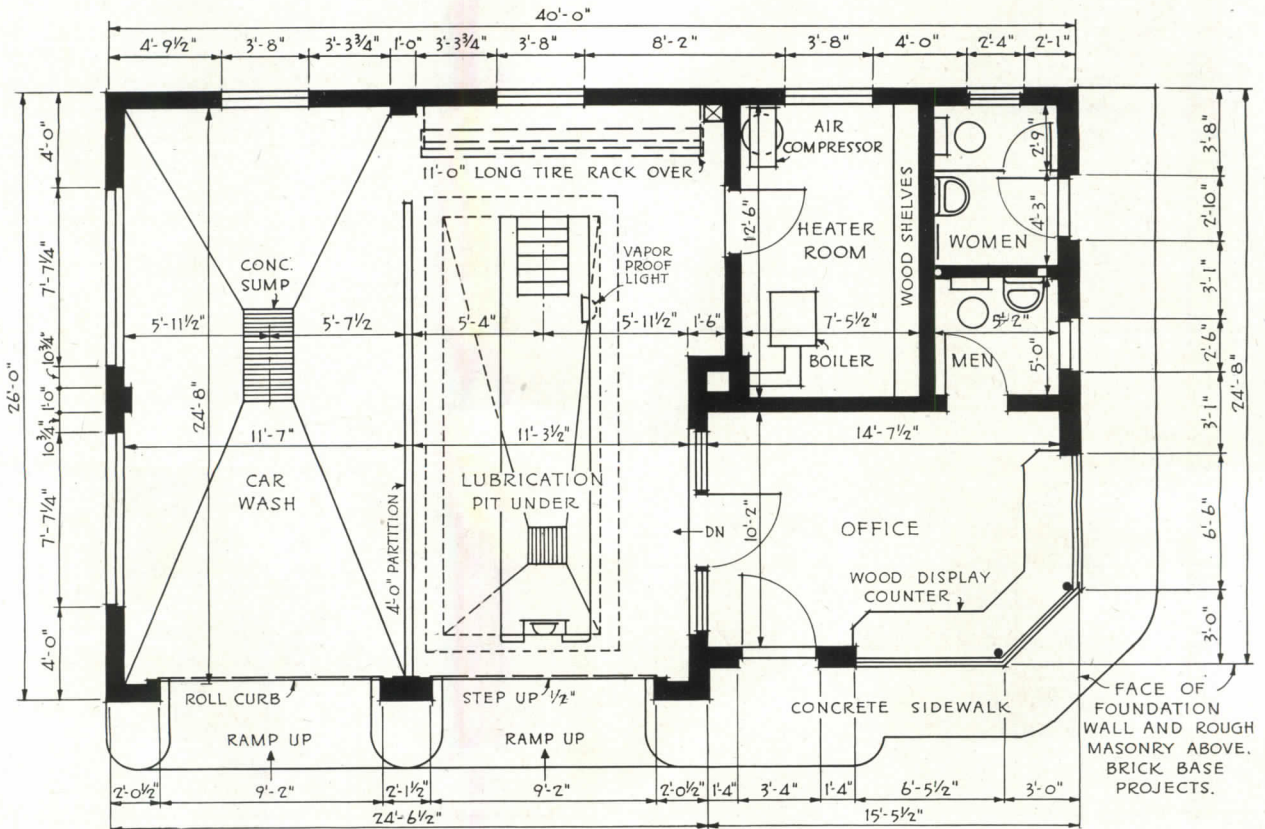 40'-0"
4'-9½" 3'-8" 3'-3¾" 1'-0" 3'-3¾" 3'-8" 8'-2" 3'-8" 4'-0" 2'-4" 2'-1"
26'-0"
4'-0"
7'-7¼"
10¾"
1'-0"
10¾"
7'-7¼"
4'-0"
CONC.
SUMP
5'-11½" 5'-7½ 5'-4" 5'-11½" 1'-6" 7'-5½" 5'-2"
24'-8"
11'-7" 11'-3½" 14'-7½"
CAR
WASH
4'-0" PARTITION
11'-0" LONG TIRE RACK OVER
VAPOR
PROOF
LIGHT
LUBRICATION
PIT UNDER
AIR
COMPRESSOR
12'-6"
HEATER
ROOM
WOOD SHELVES
BOILER
2'-9"
4'-3"
WOMEN
MEN
5'-0"
DN
10'-2"
OFFICE
WOOD DISPLAY
COUNTER
3'-8"
2'-10"
3'-1"
2'-6"
3'-1"
6'-6"
3'-0"
24'-8"
ROLL CURB
STEP UP ½"
RAMP UP
RAMP UP
CONCRETE SIDEWALK
FACE OF
FOUNDATION
WALL AND ROUGH
MASONRY ABOVE.
BRICK BASE
PROJECTS.
2'-0½" 9'-2" 2'-1½" 9'-2" 2'-0½" 1'-4" 3'-4" 1'-4" 6'-5½" 3'-0"
24'-6½" 15'-5½"